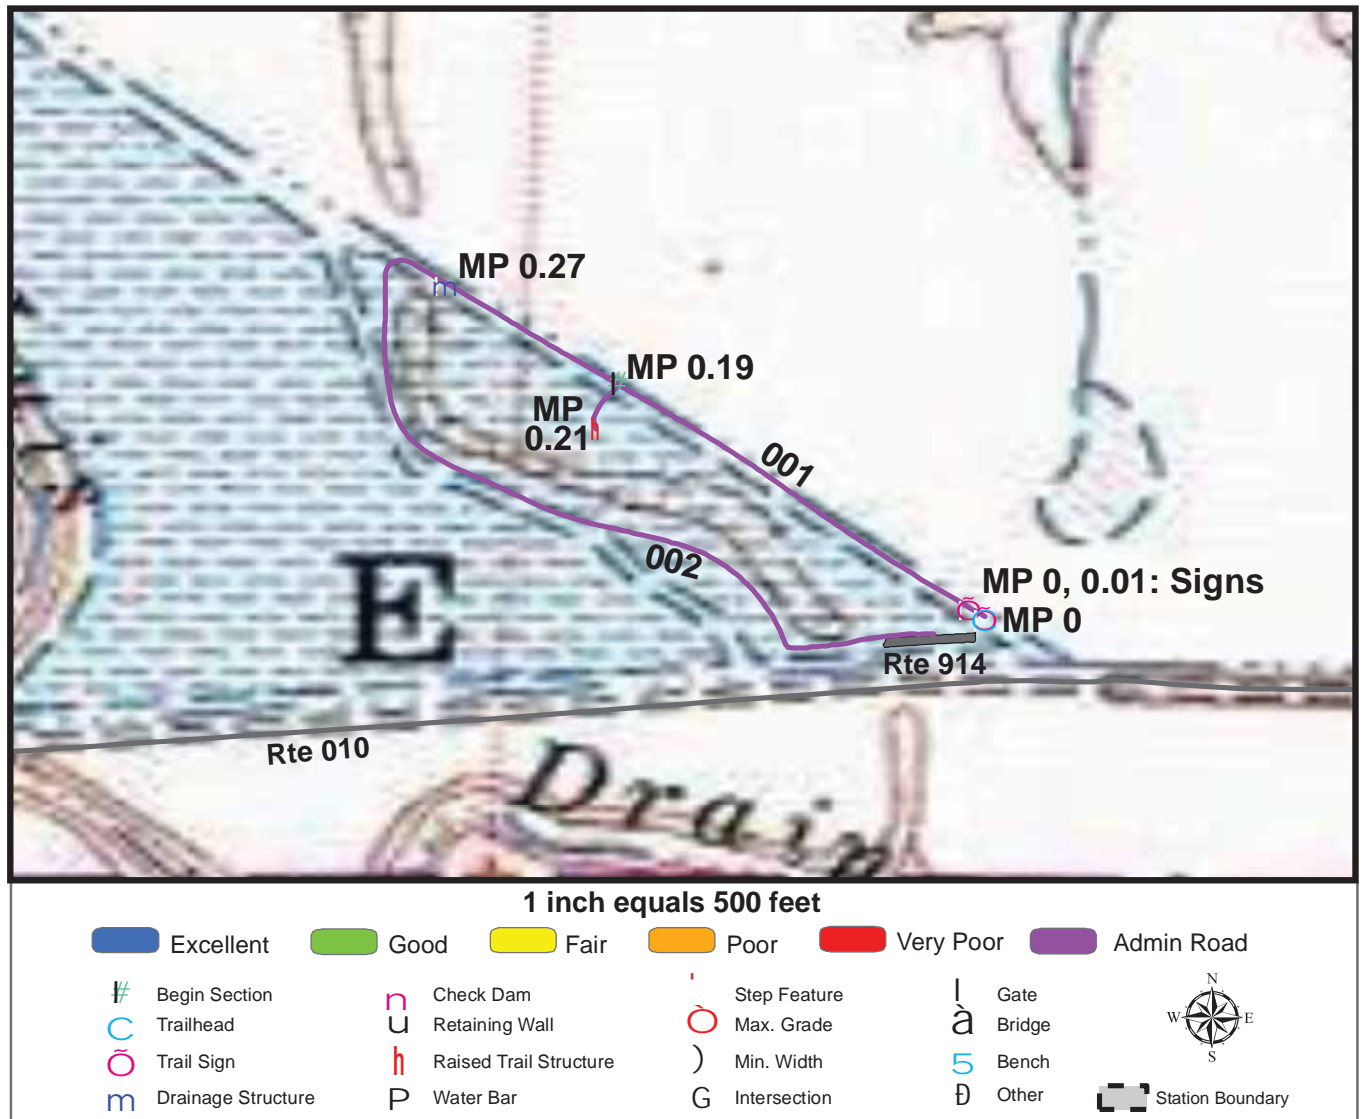 MP 0.27
MP 0.19
MP
0.21
001
002
MP 0, 0.01: Signs
MP 0
Rte 914
E
Rte 010
Drain
1 inch equals 500 feet
Excellent Good Fair Poor Very Poor Admin Road
Begin Section Check Dam Step Feature Gate
Trailhead Retaining Wall Max. Grade Bridge
Trail Sign Raised Trail Structure Min. Width Bench
Drainage Structure Water Bar Intersection Other Station Boundary
N
W E
S